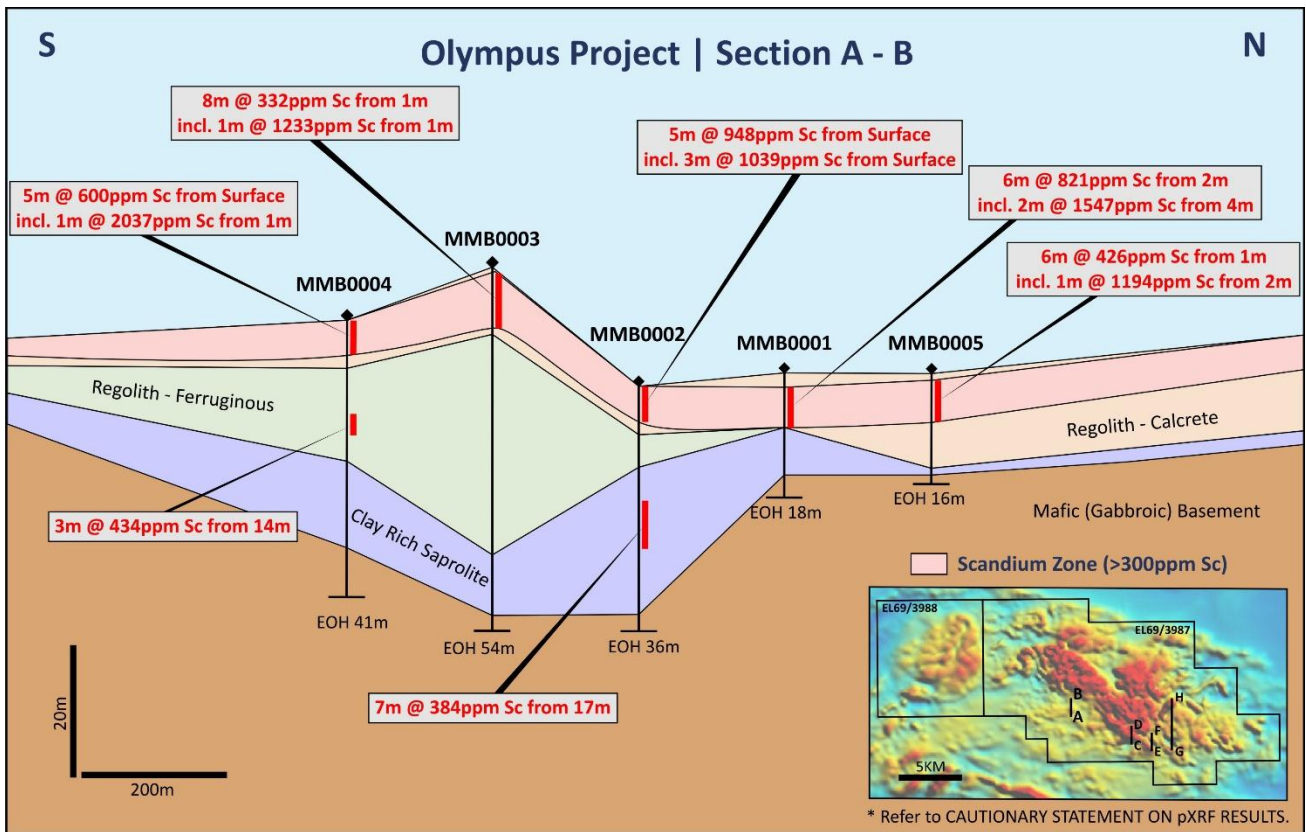 S
Olympus Project | Section A - B
N
8m @ 332ppm Sc from 1m
incl. 1m @ 1233ppm Sc from 1m
5m @ 948ppm Sc from Surface
incl. 3m @ 1039ppm Sc from Surface
5m @ 600ppm Sc from Surface
incl. 1m @ 2037ppm Sc from 1m
6m @ 821ppm Sc from 2m
incl. 2m @ 1547ppm Sc from 4m
6m @ 426ppm Sc from 1m
incl. 1m @ 1194ppm Sc from 2m
MMB0004
MMB0003
MMB0002
MMB0001
MMB0005
Regolith - Ferruginous
Regolith - Calcrete
Clay Rich Saprolite
Mafic (Gabbroic) Basement
3m @ 434ppm Sc from 14m
7m @ 384ppm Sc from 17m
EOH 41m
EOH 54m
EOH 36m
EOH 18m
EOH 16m
Scandium Zone (>300ppm Sc)
EL69/3988
EL69/3987
B
A
D
C
F
E
H
G
5KM
20m
200m
* Refer to CAUTIONARY STATEMENT ON pXRF RESULTS.